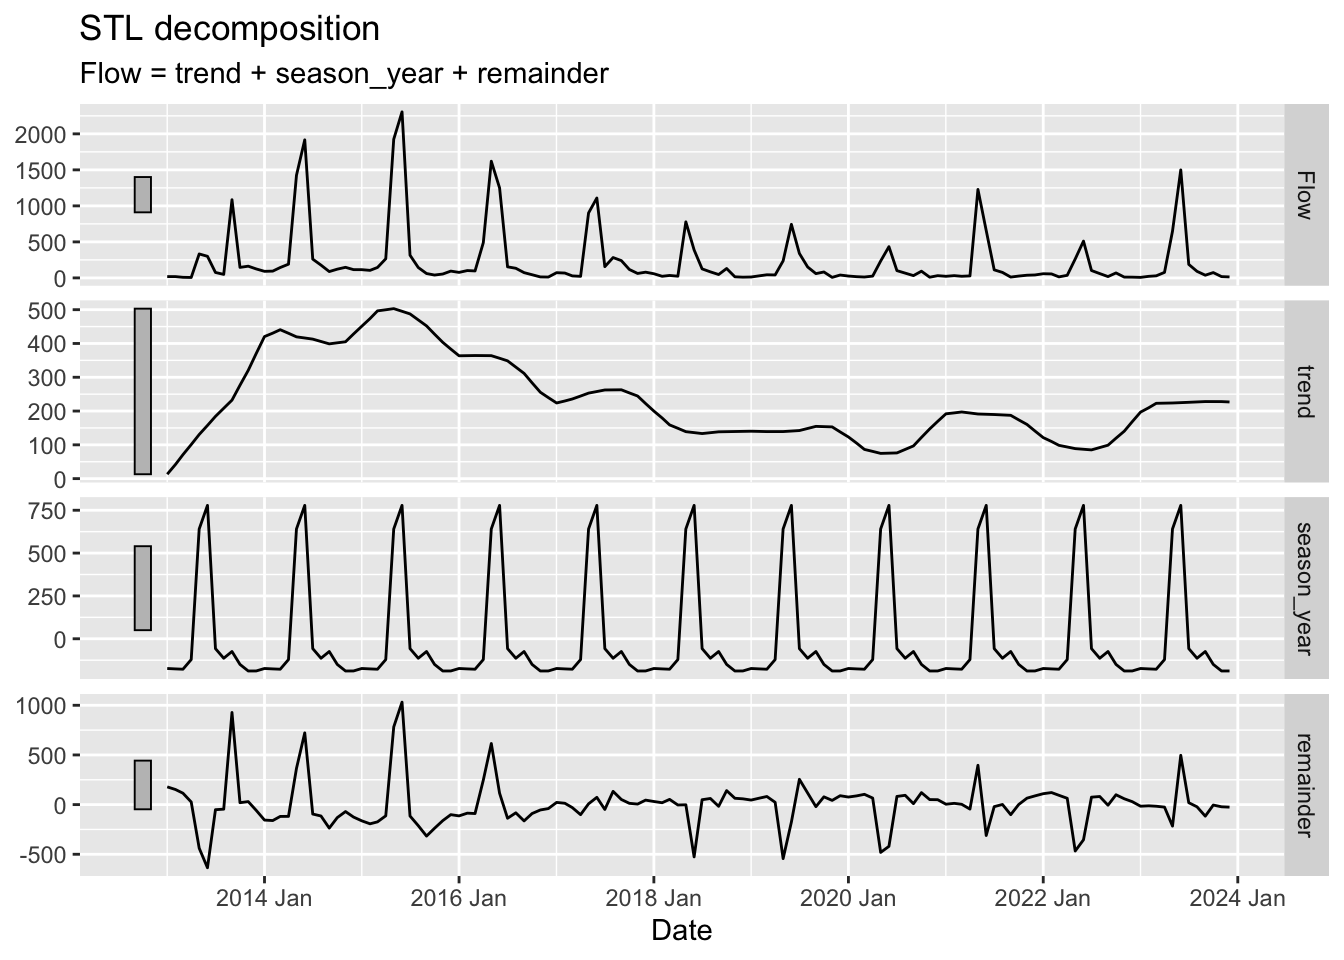 STL decomposition
Flow = trend + season_year + remainder
2000
1500
1000
500
0
Flow
500
400
300
200
100
0
trend
750
500
250
0
season_year
1000
500
0
-500
remainder
2014 Jan 2016 Jan 2018 Jan 2020 Jan 2022 Jan 2024 Jan
Date